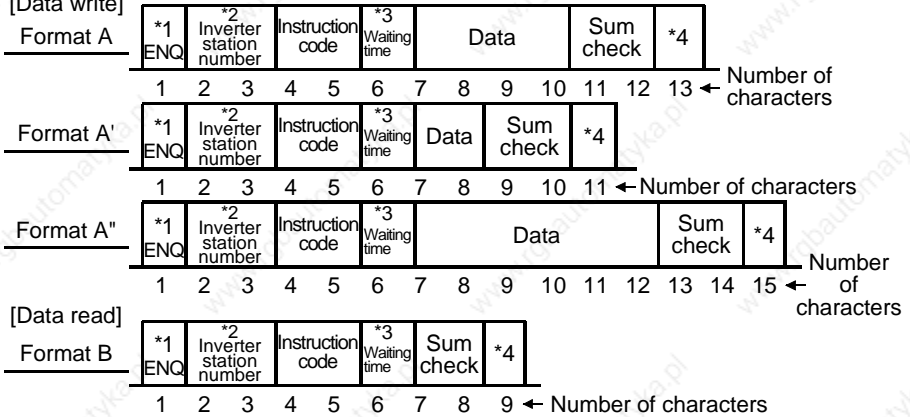 [Data write]
Format A
*1 ENQ
*2 Inverter station number
Instruction code
*3 Waiting time
Data
Sum check
*4
1 2 3 4 5 6 7 8 9 10 11 12 13 Number of characters
Format A'
*1 ENQ
*2 Inverter station number
Instruction code
*3 Waiting time
Data
Sum check
*4
1 2 3 4 5 6 7 8 9 10 11 Number of characters
Format A"
*1 ENQ
*2 Inverter station number
Instruction code
*3 Waiting time
Data
Sum check
*4
1 2 3 4 5 6 7 8 9 10 11 12 13 14 15 Number of characters
[Data read]
Format B
*1 ENQ
*2 Inverter station number
Instruction code
*3 Waiting time
Sum check
*4
1 2 3 4 5 6 7 8 9 Number of characters